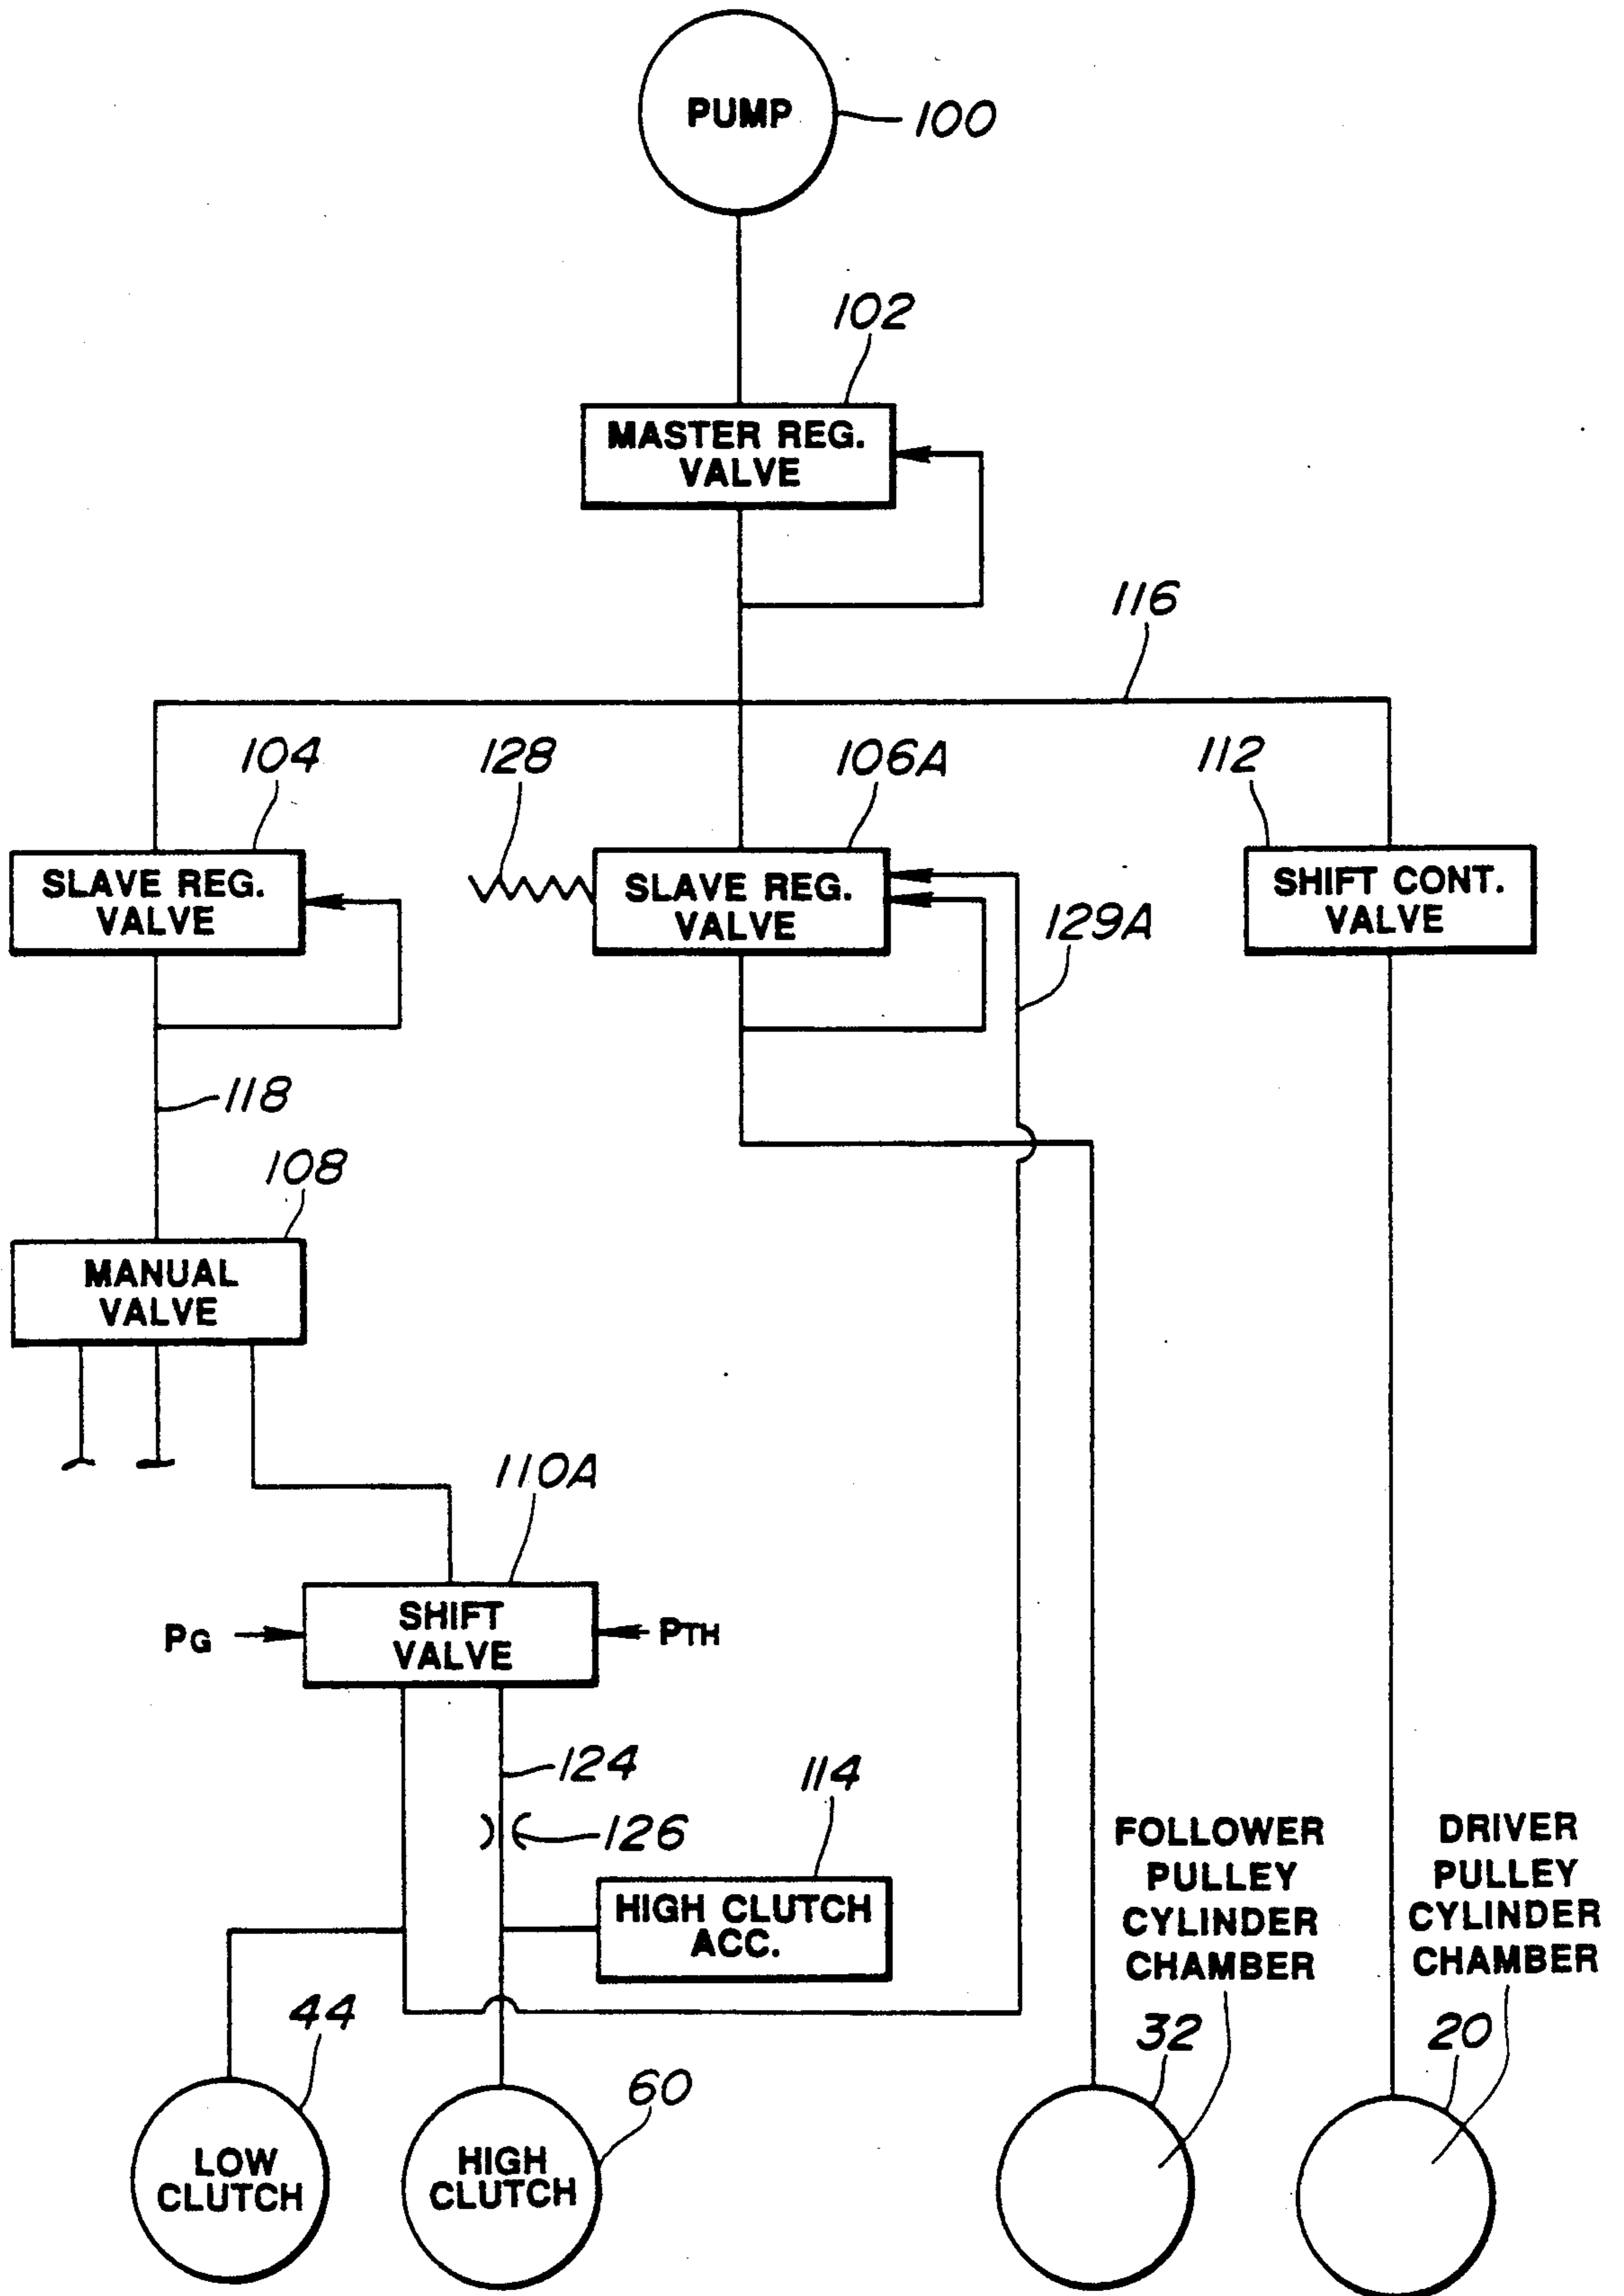 PUMP
100
102
MASTER REG.
VALVE
116
104
128
106A
112
SLAVE REG.
VALVE
SLAVE REG.
VALVE
SHIFT CONT.
VALVE
129A
118
108
MANUAL
VALVE
110A
SHIFT
VALVE
PG
PTH
124
114
126
HIGH CLUTCH
ACC.
FOLLOWER
PULLEY
CYLINDER
CHAMBER
DRIVER
PULLEY
CYLINDER
CHAMBER
44
60
32
20
LOW
CLUTCH
HIGH
CLUTCH